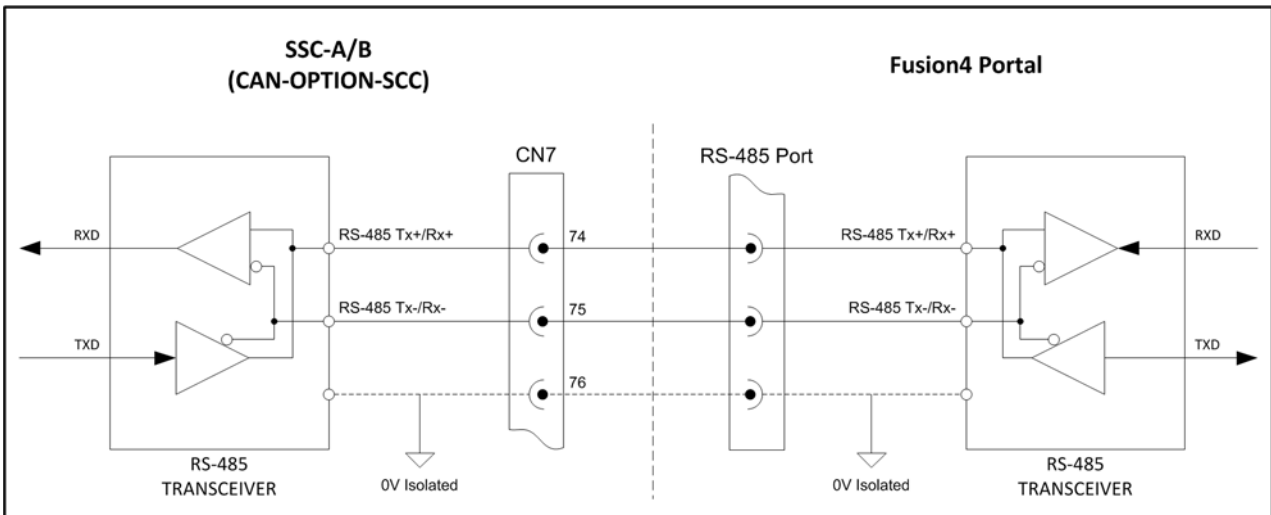 SSC-A/B
(CAN-OPTION-SCC)
Fusion4 Portal
CN7
RS-485 Port
RXD
RS-485 Tx+/Rx+
74
RS-485 Tx+/Rx+
RXD
RS-485 Tx-/Rx-
75
RS-485 Tx-/Rx-
TXD
TXD
76
RS-485
TRANSCEIVER
0V Isolated
0V Isolated
RS-485
TRANSCEIVER